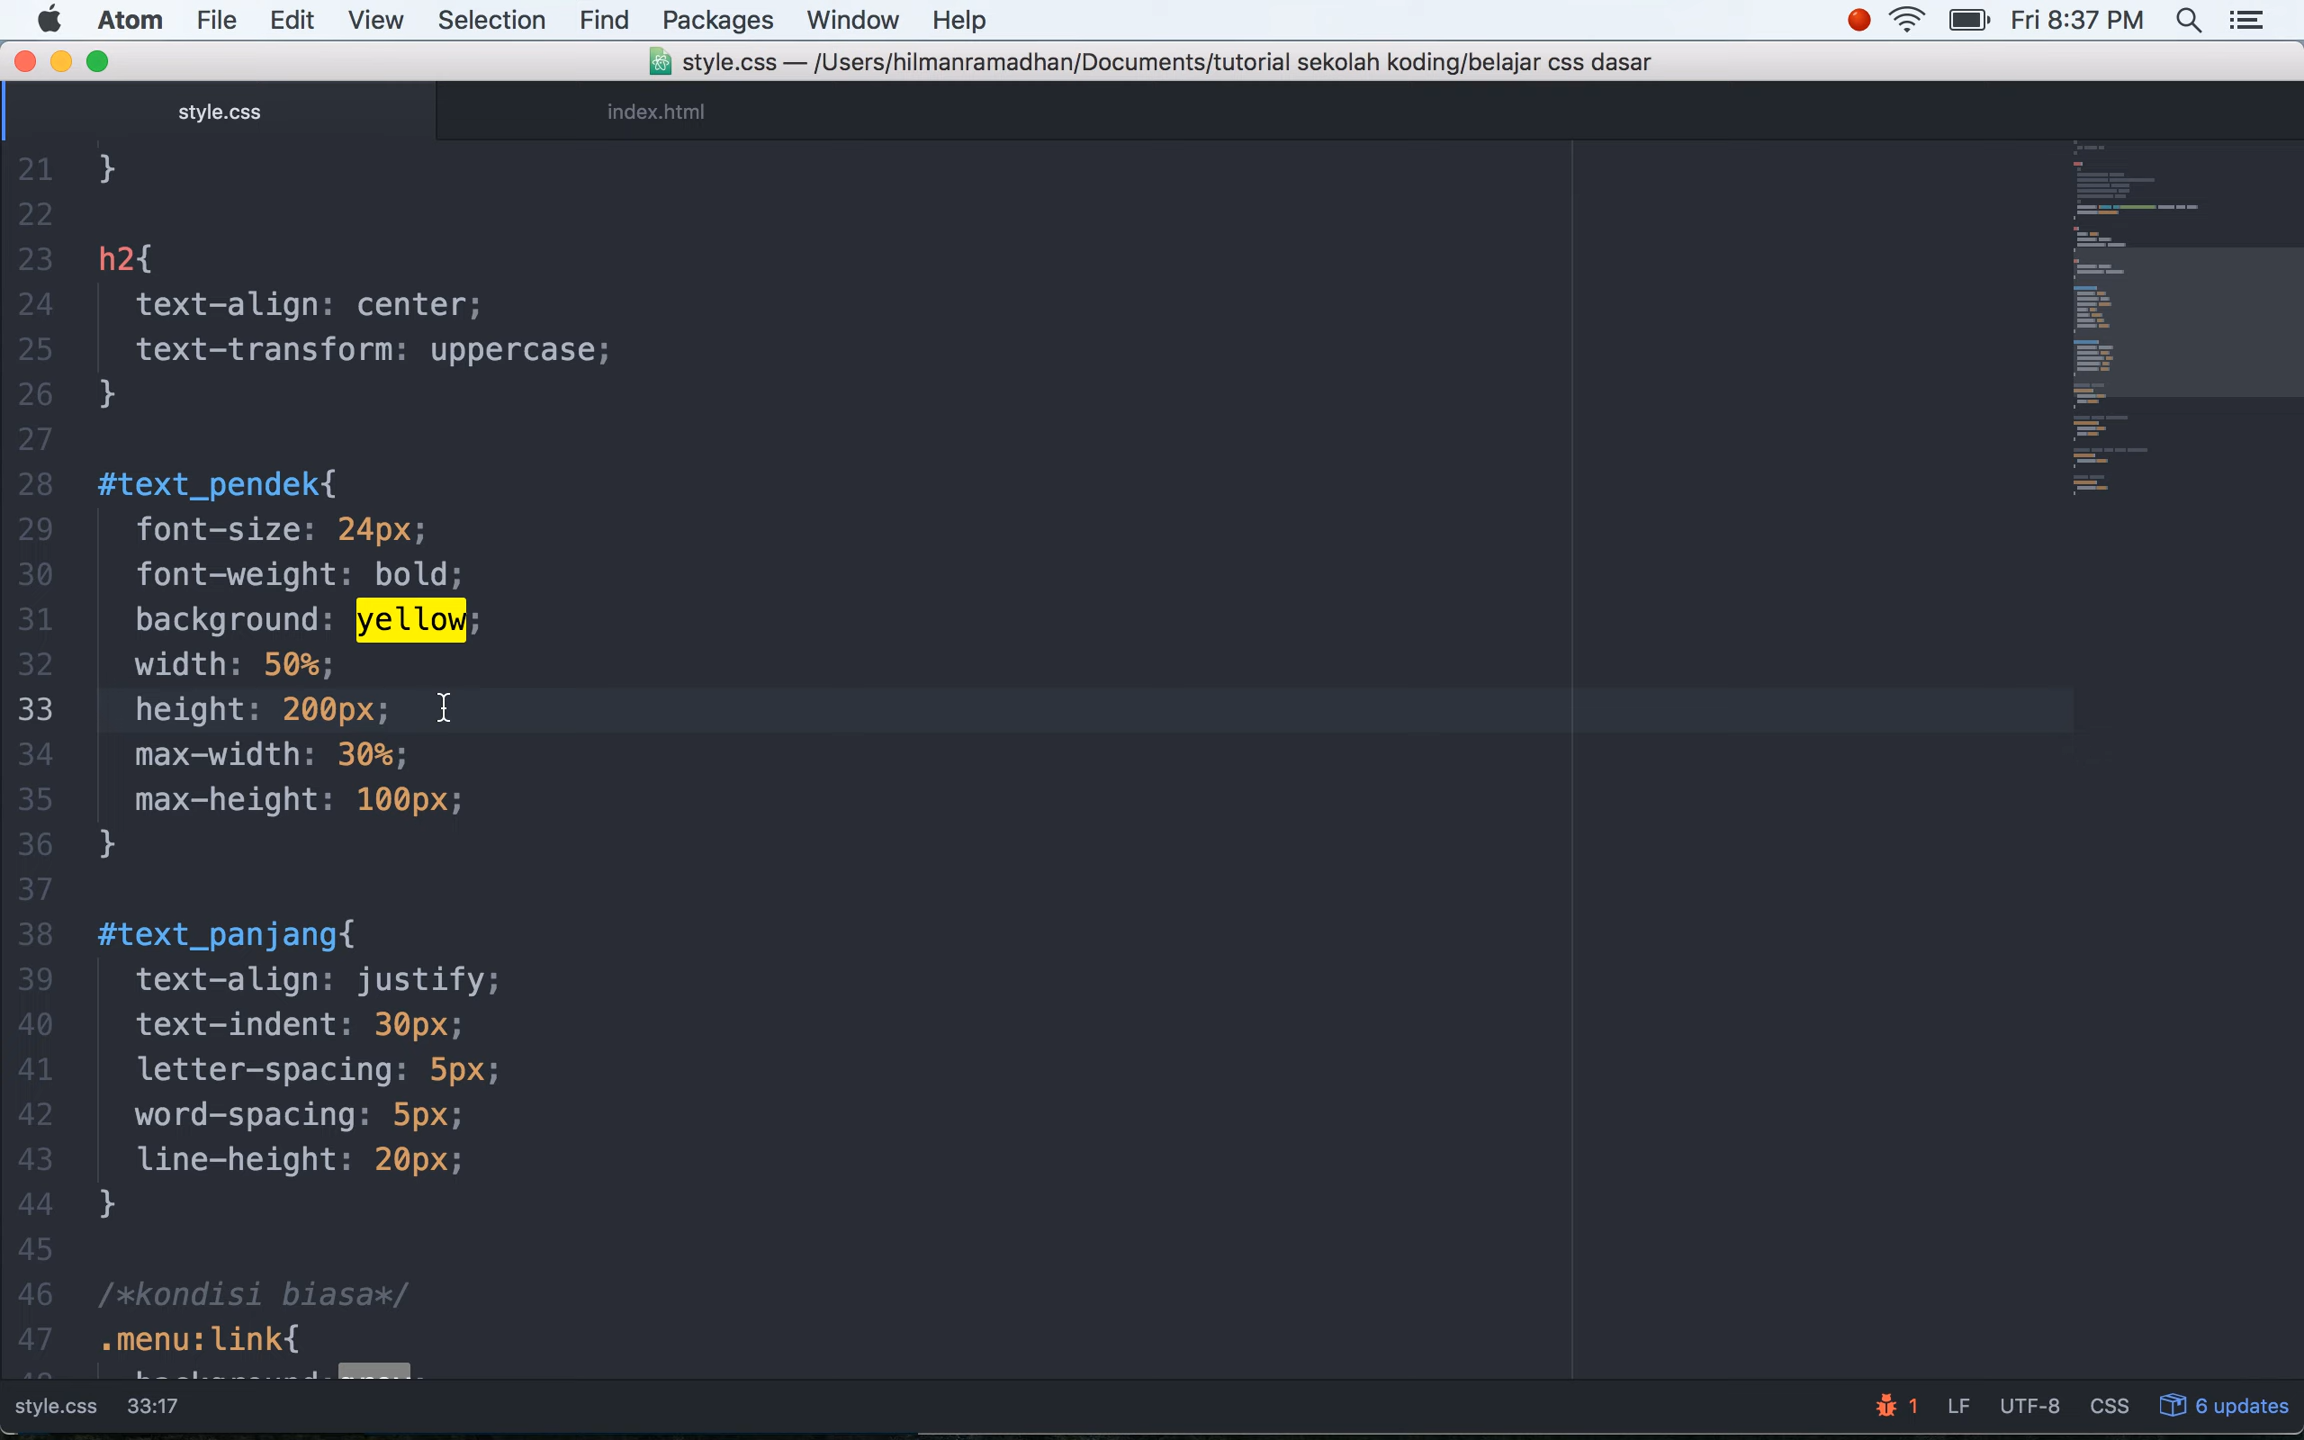 Atom File Edit View Selection Find Packages Window Help Fri 8:37 PM
style.css — /Users/hilmanramadhan/Documents/tutorial sekolah koding/belajar css dasar
style.css index.html
21 }
22
23 h2{
24 text-align: center;
25 text-transform: uppercase;
26 }
27
28 #text_pendek{
29 font-size: 24px;
30 font-weight: bold;
31 background: yellow;
32 width: 50%;
33 height: 200px;
34 max-width: 30%;
35 max-height: 100px;
36 }
37
38 #text_panjang{
39 text-align: justify;
40 text-indent: 30px;
41 letter-spacing: 5px;
42 word-spacing: 5px;
43 line-height: 20px;
44 }
45
46 /*kondisi biasa*/
47 .menu:link{
style.css 33:17 1 LF UTF-8 CSS 6 updates